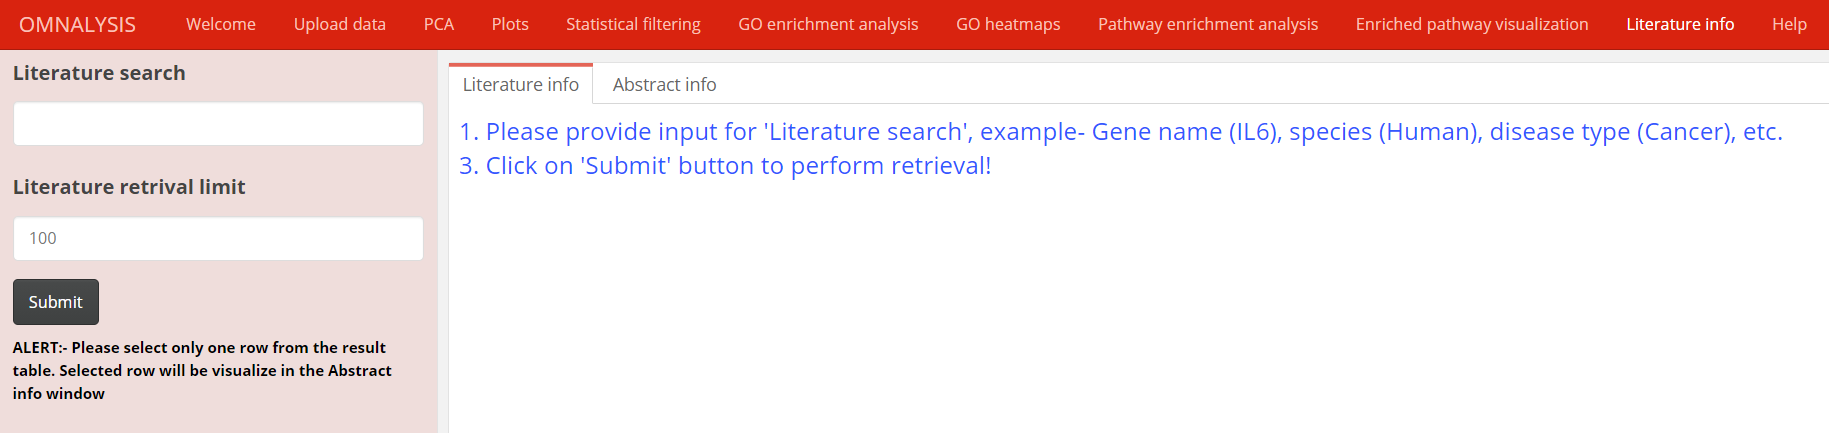 OMNALYSIS Welcome Upload data PCA Plots Statistical filtering GO enrichment analysis GO heatmaps Pathway enrichment analysis Enriched pathway visualization Literature info Help
Literature search
Literature retrival limit
100
Submit
ALERT:- Please select only one row from the result
table. Selected row will be visualize in the Abstract
info window
Literature info Abstract info
1. Please provide input for 'Literature search', example- Gene name (IL6), species (Human), disease type (Cancer), etc.
3. Click on 'Submit' button to perform retrieval!